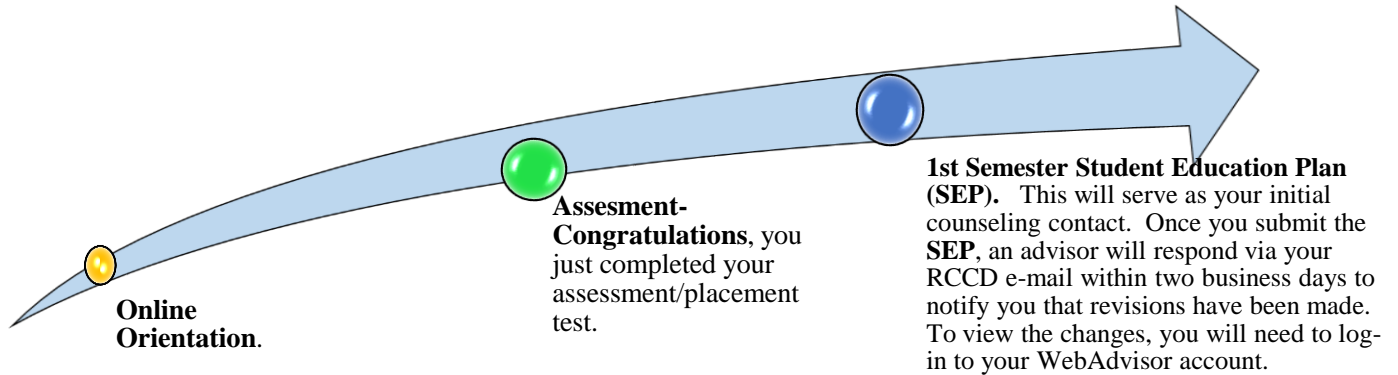 Online
Orientation.
Assesment-
Congratulations, you
just completed your
assessment/placement
test.
1st Semester Student Education Plan
(SEP). This will serve as your initial
counseling contact. Once you submit the
SEP, an advisor will respond via your
RCCD e-mail within two business days to
notify you that revisions have been made.
To view the changes, you will need to log-
in to your WebAdvisor account.